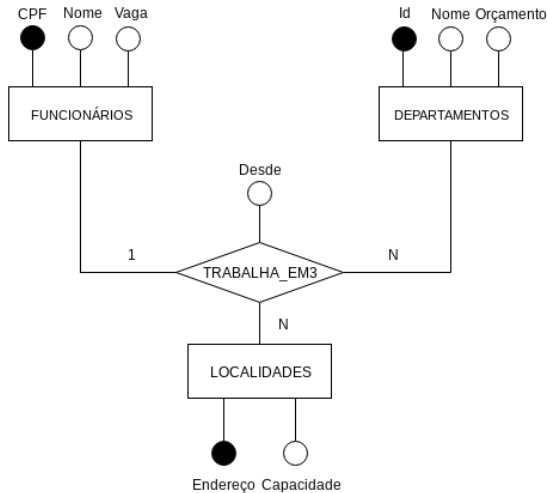 CPF Nome Vaga
Id Nome Orçamento
FUNCIONÁRIOS
DEPARTAMENTOS
Desde
1
N
TRABALHA_EM3
N
LOCALIDADES
Endereço Capacidade